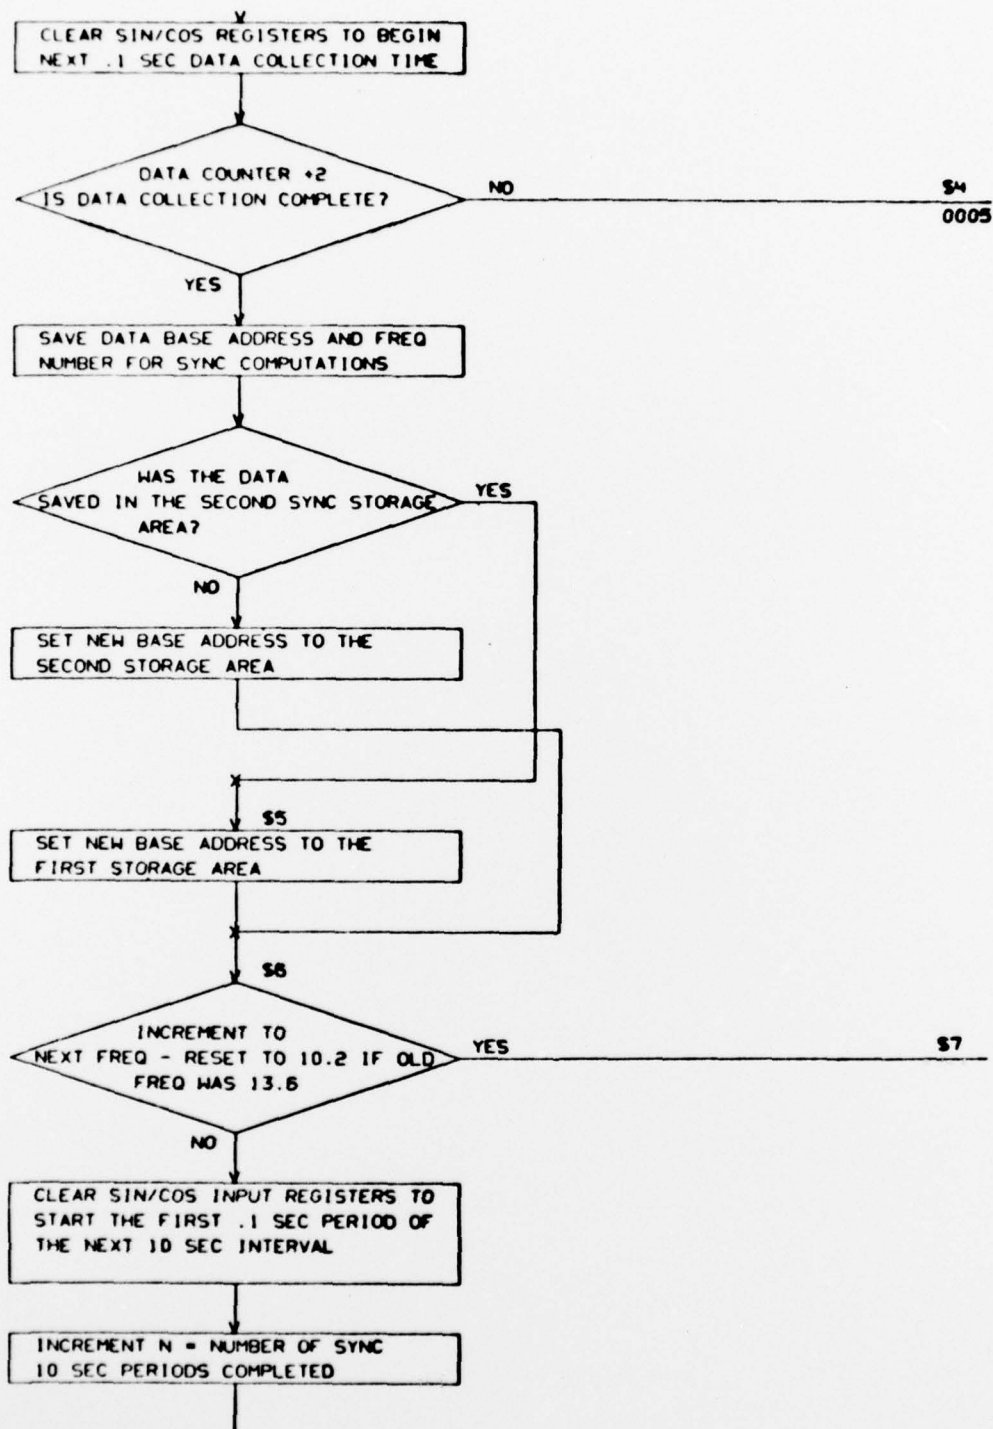 CLEAR SIN/COS REGISTERS TO BEGIN
NEXT .1 SEC DATA COLLECTION TIME
DATA COUNTER +2
IS DATA COLLECTION COMPLETE?
NO
$4
0005
YES
SAVE DATA BASE ADDRESS AND FREQ
NUMBER FOR SYNC COMPUTATIONS
WAS THE DATA
SAVED IN THE SECOND SYNC STORAGE
AREA?
YES
NO
SET NEW BASE ADDRESS TO THE
SECOND STORAGE AREA
$5
SET NEW BASE ADDRESS TO THE
FIRST STORAGE AREA
$6
INCREMENT TO
NEXT FREQ - RESET TO 10.2 IF OLD
FREQ WAS 13.6
YES
$7
NO
CLEAR SIN/COS INPUT REGISTERS TO
START THE FIRST .1 SEC PERIOD OF
THE NEXT 10 SEC INTERVAL
INCREMENT N = NUMBER OF SYNC
10 SEC PERIODS COMPLETED